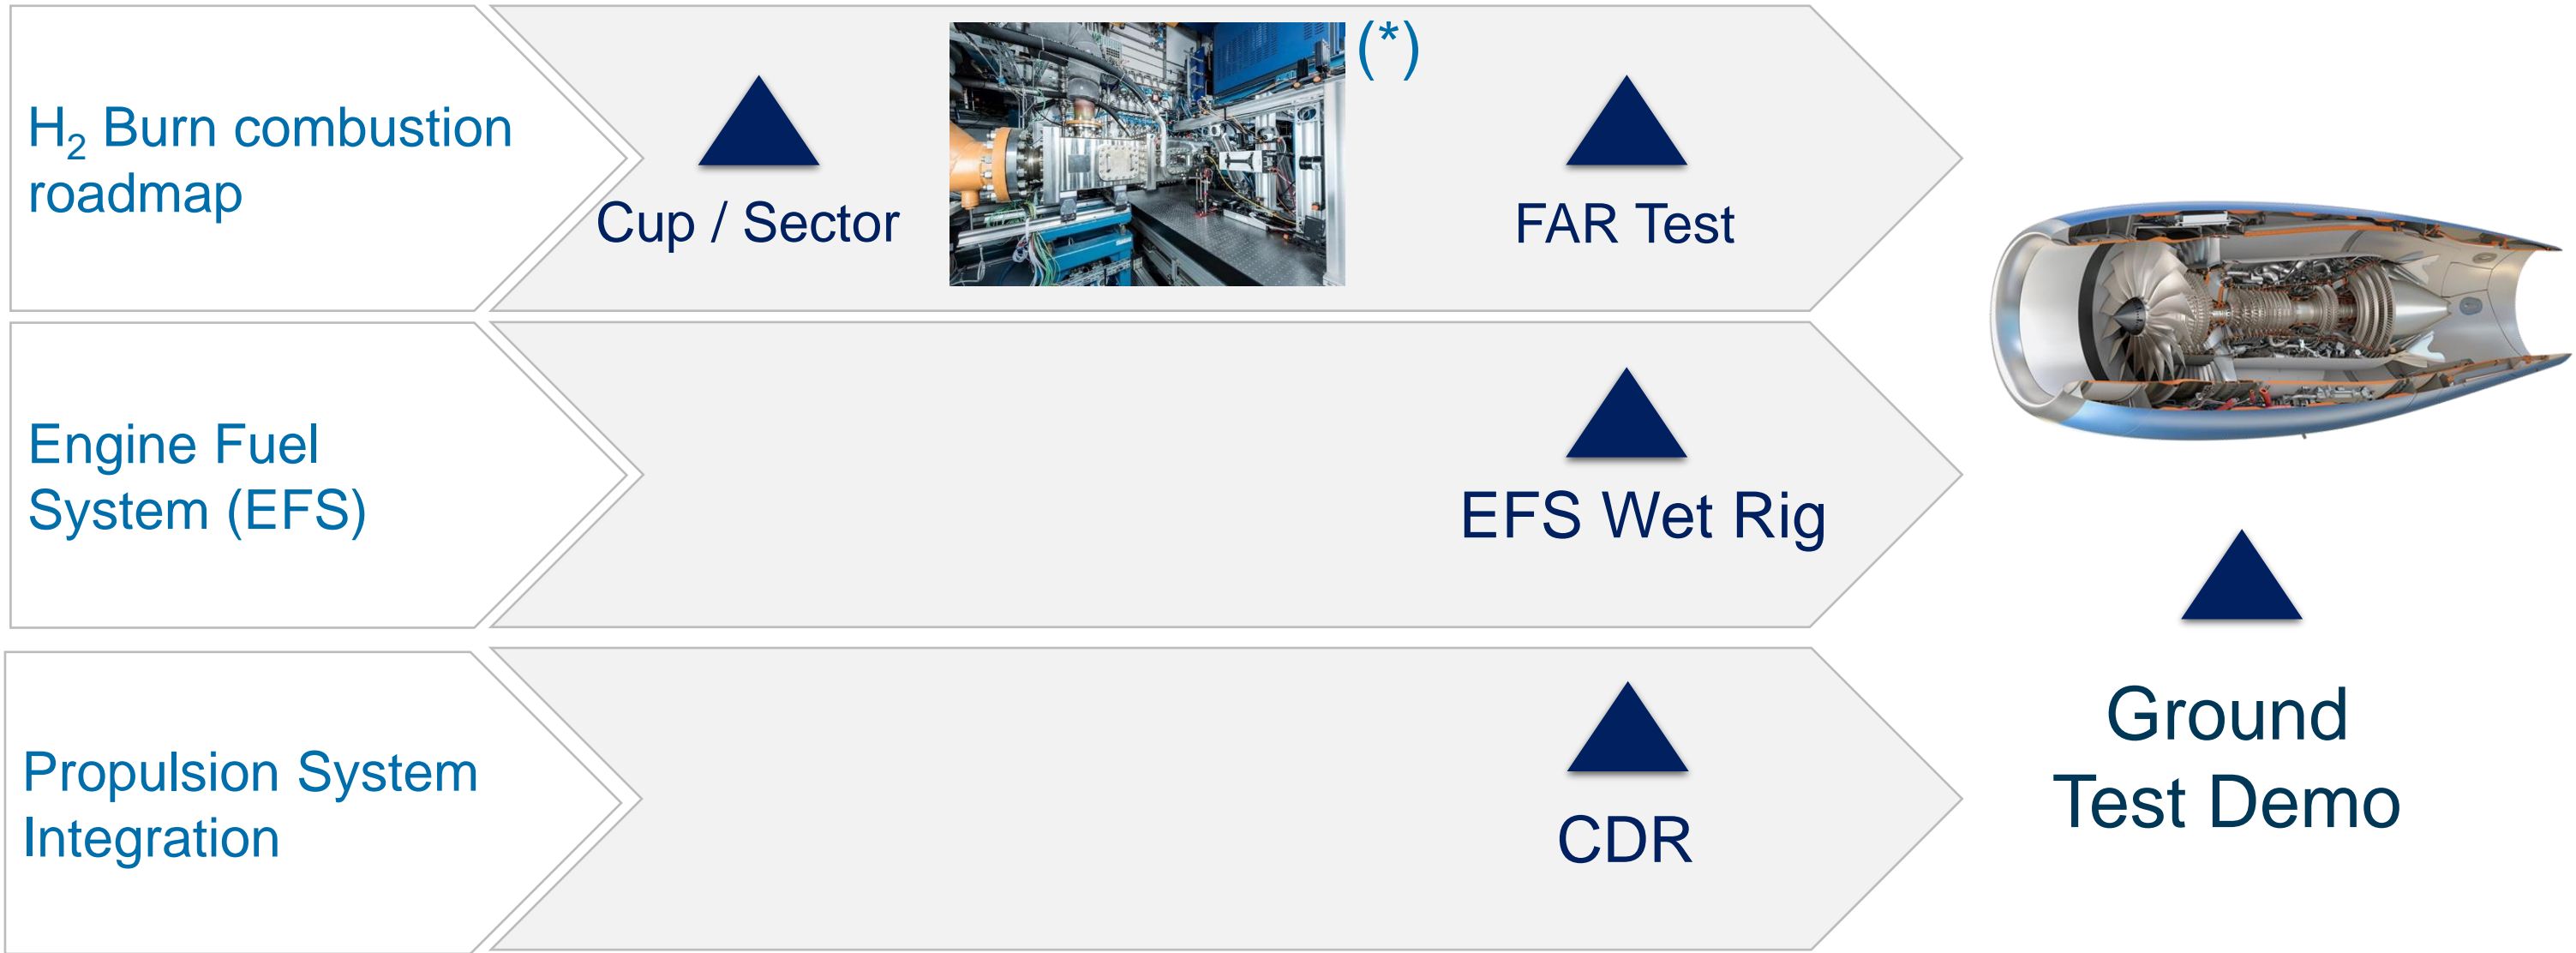 H₂ Burn combustion
roadmap
Cup / Sector
(*)
FAR Test
Engine Fuel
System (EFS)
EFS Wet Rig
Propulsion System
Integration
CDR
Ground
Test Demo